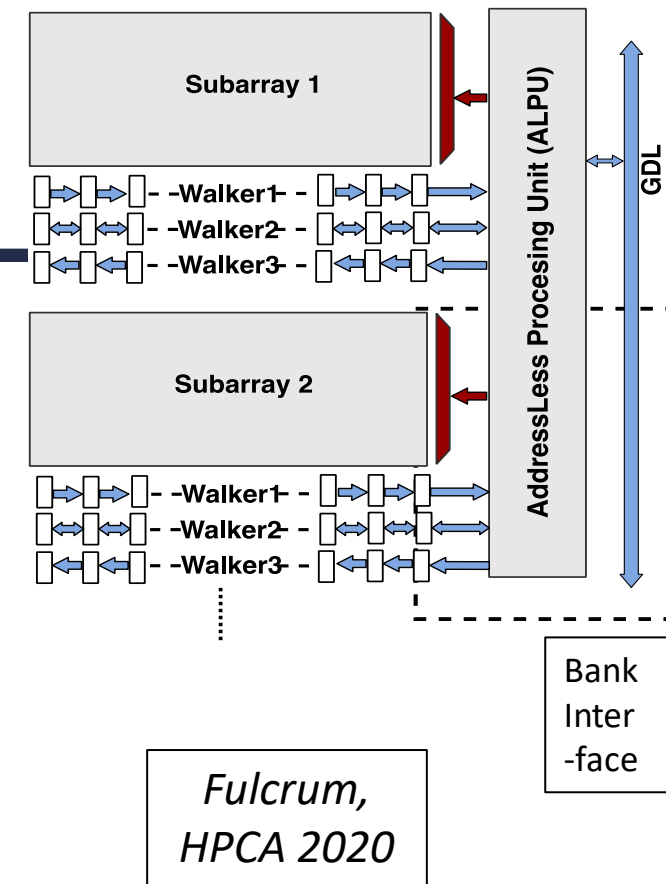 Subarray 1
Walker1
Walker2
Walker3
Subarray 2
Walker1
Walker2
Walker3
AddressLess Procesing Unit (ALPU)
GDL
Bank
Inter
-face
Fulcrum,
HPCA 2020